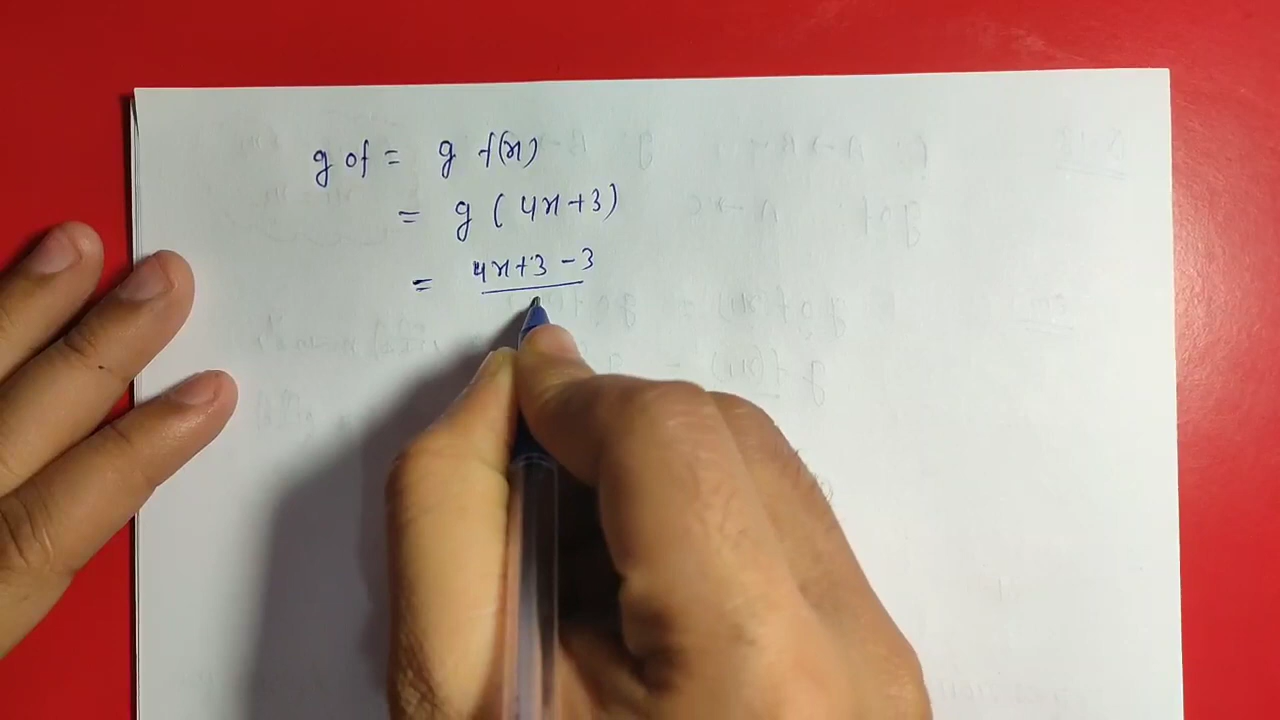 g of = g f(x)
= g ( 4x+3)
= 4x+3 -3